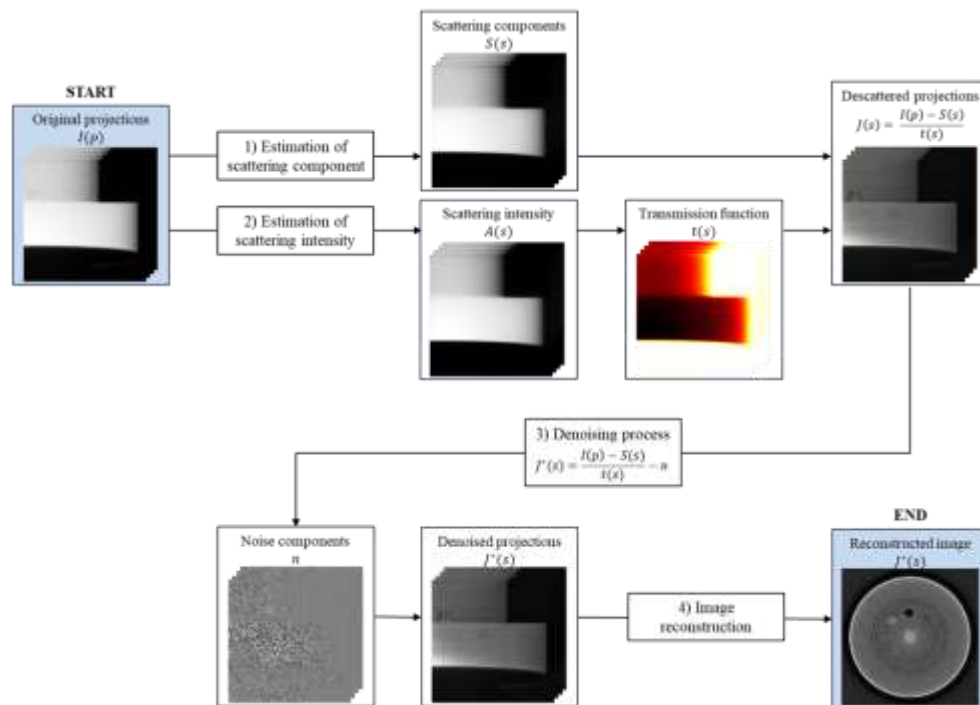 START
Original projections
I(p)
1) Estimation of
scattering component
2) Estimation of
scattering intensity
Scattering components
S(s)
Scattering intensity
A(s)
Transmission function
t(s)
Descattered projections
J(s) = I(p) − S(s) / t(s)
3) Denoising process
J*(s) = I(p) − S(s) / t(s) − n
Noise components
n
Denoised projections
J*(s)
4) Image
reconstruction
END
Reconstructed image
J*(s)